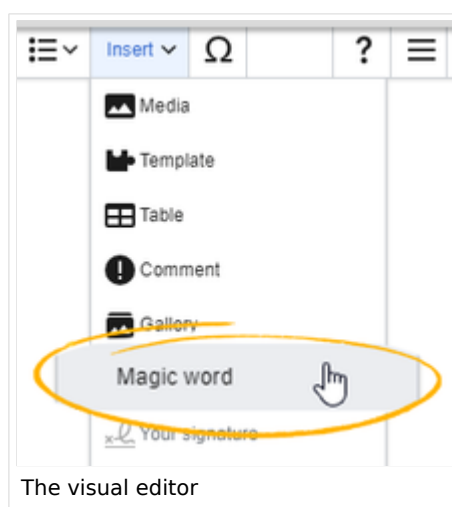 Insert Ω ?
Media
Template
Table
Comment
Gallery
Magic word
Your signature
The visual editor